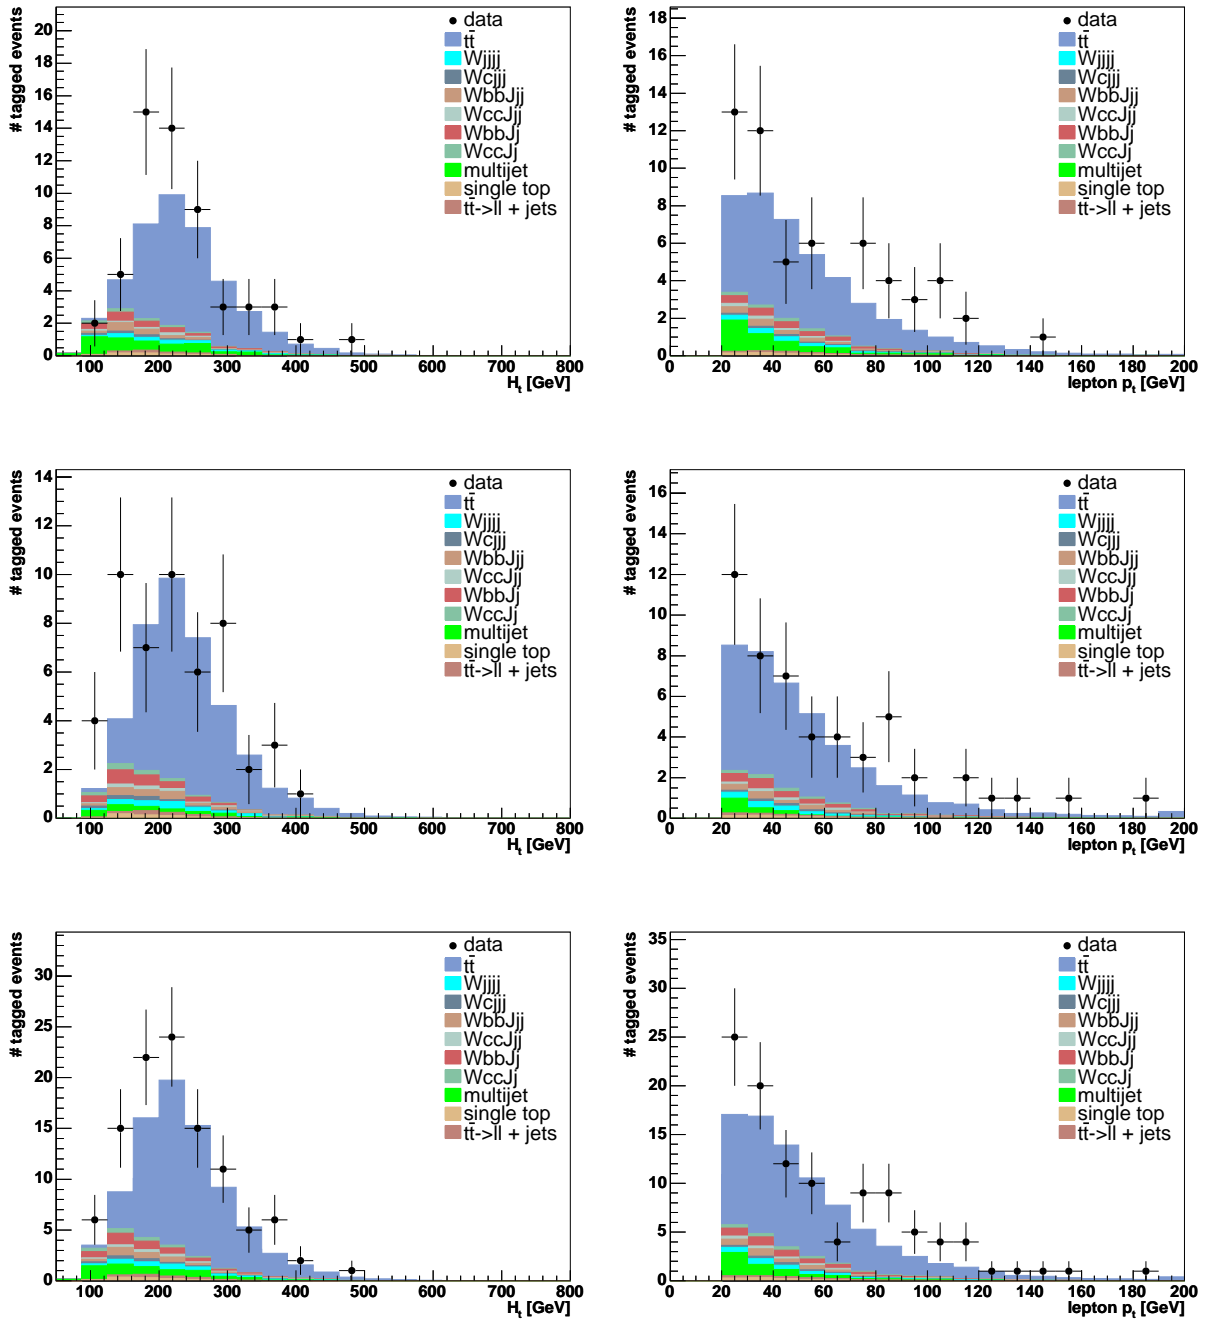 # tagged events
20
18
16
14
12
10
8
6
4
2
0
100 200 300 400 500 600 700 800
H_t [GeV]
data
tt̄
Wjjjj
Wcjjj
WbbJjj
WccJjj
WbbJj
WccJj
multijet
single top
tt̄->ll + jets
# tagged events
18
16
14
12
10
8
6
4
2
0
0 20 40 60 80 100 120 140 160 180 200
lepton p_t [GeV]
data
tt̄
Wjjjj
Wcjjj
WbbJjj
WccJjj
WbbJj
WccJj
multijet
single top
tt̄->ll + jets
# tagged events
14
12
10
8
6
4
2
0
100 200 300 400 500 600 700 800
H_t [GeV]
data
tt̄
Wjjjj
Wcjjj
WbbJjj
WccJjj
WbbJj
WccJj
multijet
single top
tt̄->ll + jets
# tagged events
16
14
12
10
8
6
4
2
0
0 20 40 60 80 100 120 140 160 180 200
lepton p_t [GeV]
data
tt̄
Wjjjj
Wcjjj
WbbJjj
WccJjj
WbbJj
WccJj
multijet
single top
tt̄->ll + jets
# tagged events
30
25
20
15
10
5
0
100 200 300 400 500 600 700 800
H_t [GeV]
data
tt̄
Wjjjj
Wcjjj
WbbJjj
WccJjj
WbbJj
WccJj
multijet
single top
tt̄->ll + jets
# tagged events
35
30
25
20
15
10
5
0
0 20 40 60 80 100 120 140 160 180 200
lepton p_t [GeV]
data
tt̄
Wjjjj
Wcjjj
WbbJjj
WccJjj
WbbJj
WccJj
multijet
single top
tt̄->ll + jets